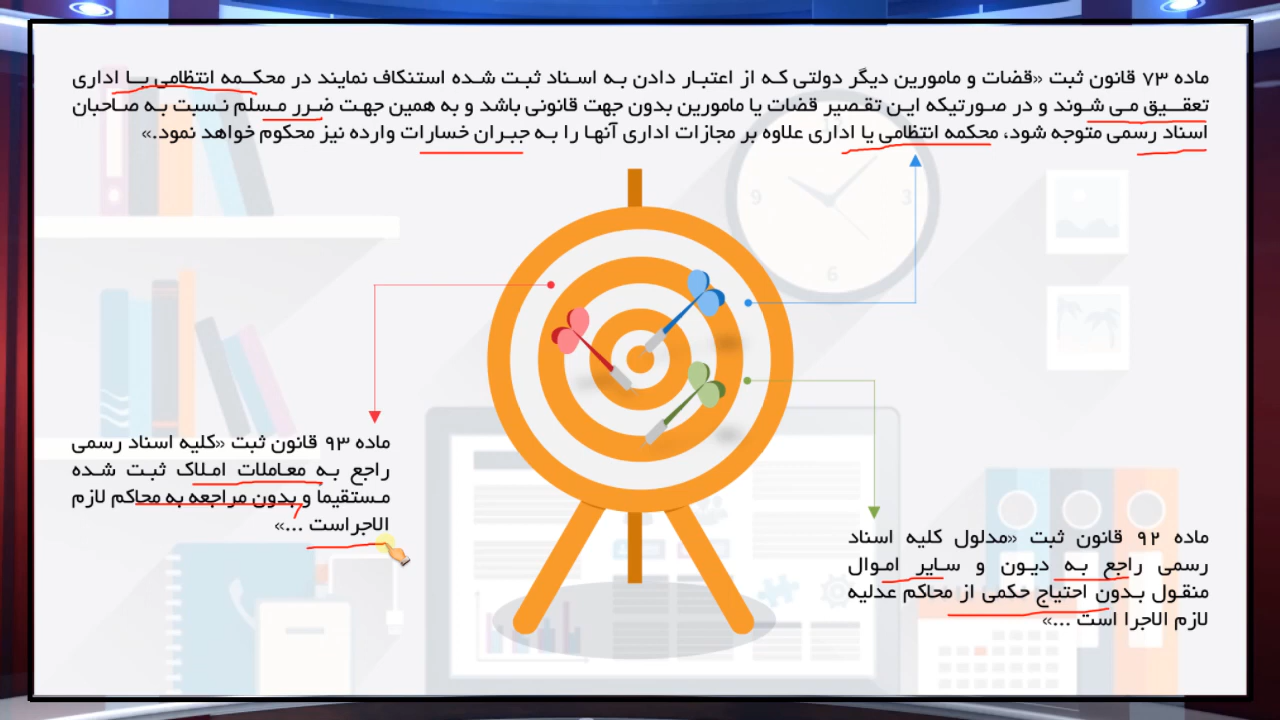 ماده ۷۳ قانون ثبت «قضات و مامورین دیگر دولتی که از اعتبار دادن به اسناد ثبت شده استنکاف نمایند در محکمه انتظامی یا اداری
تعقیق می شوند و در صورتیکه این تقصیر قضات یا مامورین بدون جهت قانونی باشد و به همین جهت ضرر مسلم نسبت به صاحبان
اسناد رسمی متوجه شود، محکمه انتظامی یا اداری علاوه بر مجازات اداری آنها را به جبران خسارات وارده نیز محکوم خواهد نمود.»
ماده ۹۳ قانون ثبت «کلیه اسناد رسمی
راجع به معاملات املاک ثبت شده
مستقیما و بدون مراجعه به محاکم لازم
الاجراست ...»
ماده ۹۲ قانون ثبت «مدلول کلیه اسناد
رسمی راجع به دیون و سایر اموال
منقول بدون احتیاج حکمی از محاکم عدلیه
لازم الاجرا است ...»
9
3
6